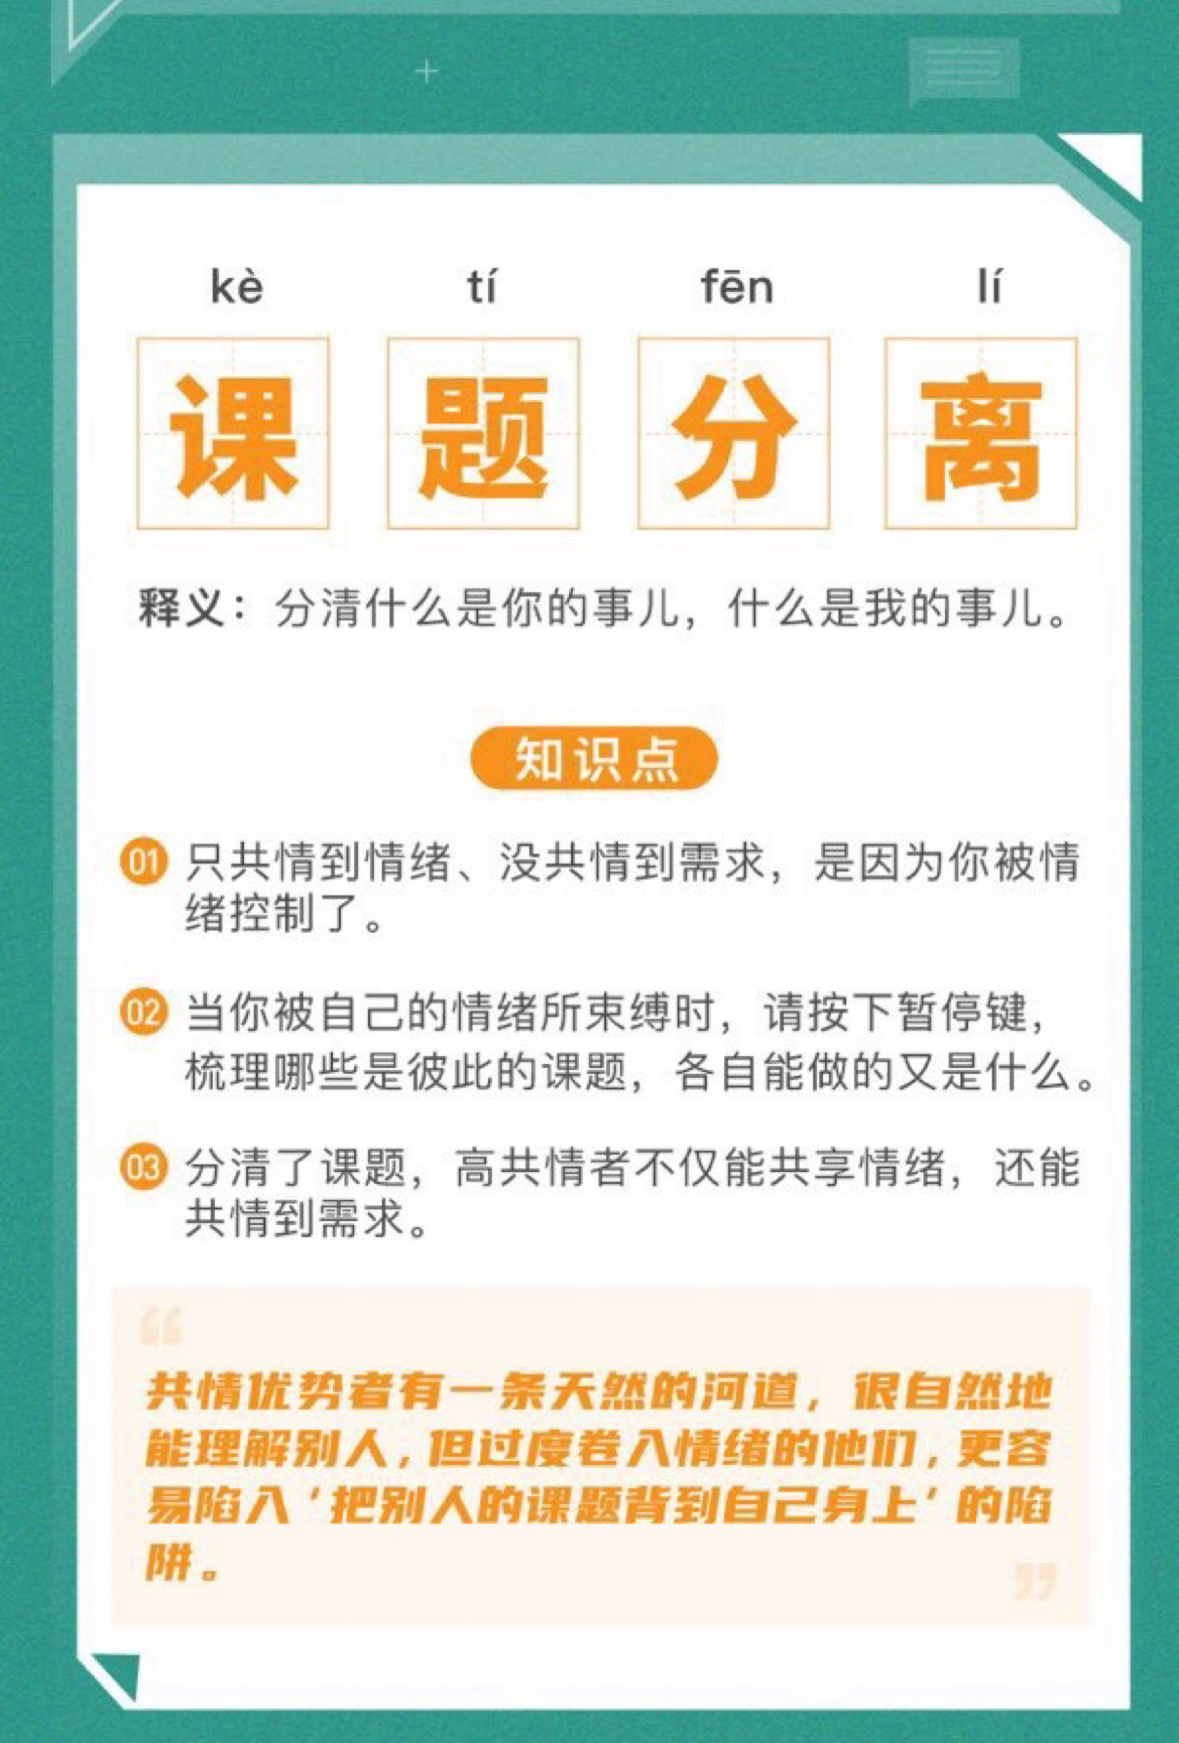 kè tí fēn lí
课题分离
释义：分清什么是你的事儿，什么是我的事儿。
知识点
01 只共情到情绪、没共情到需求，是因为你被情
绪控制了。
02 当你被自己的情绪所束缚时，请按下暂停键，
梳理哪些是彼此的课题，各自能做的又是什么。
03 分清了课题，高共情者不仅能共享情绪，还能
共情到需求。
“
共情优势者有一条天然的河道，很自然地
能理解别人，但过度卷入情绪的他们，更容
易陷入‘把别人的课题背到自己身上’的陷
阱。
”